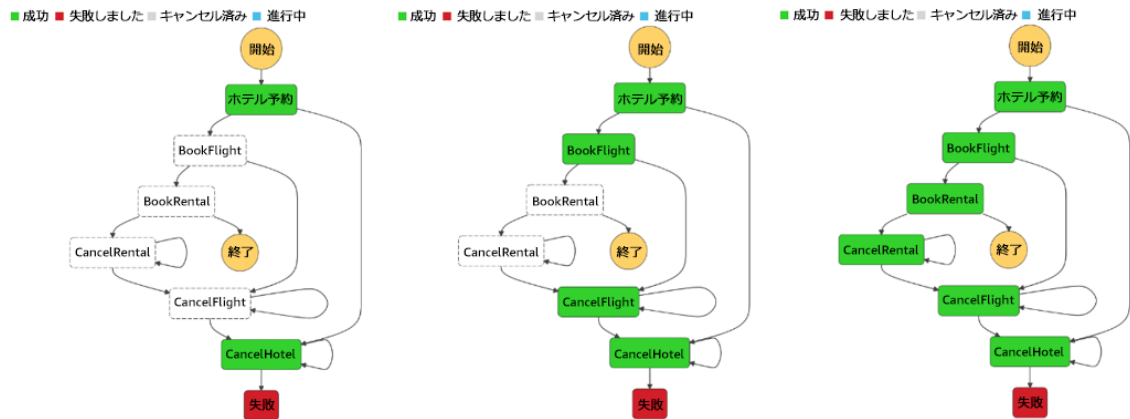 成功 失敗しました キャンセル済み 進行中
開始
ホテル予約
BookFlight
BookRental
CancelRental
終了
CancelFlight
CancelHotel
失敗
成功 失敗しました キャンセル済み 進行中
開始
ホテル予約
BookFlight
BookRental
CancelRental
終了
CancelFlight
CancelHotel
失敗
成功 失敗しました キャンセル済み 進行中
開始
ホテル予約
BookFlight
BookRental
CancelRental
終了
CancelFlight
CancelHotel
失敗